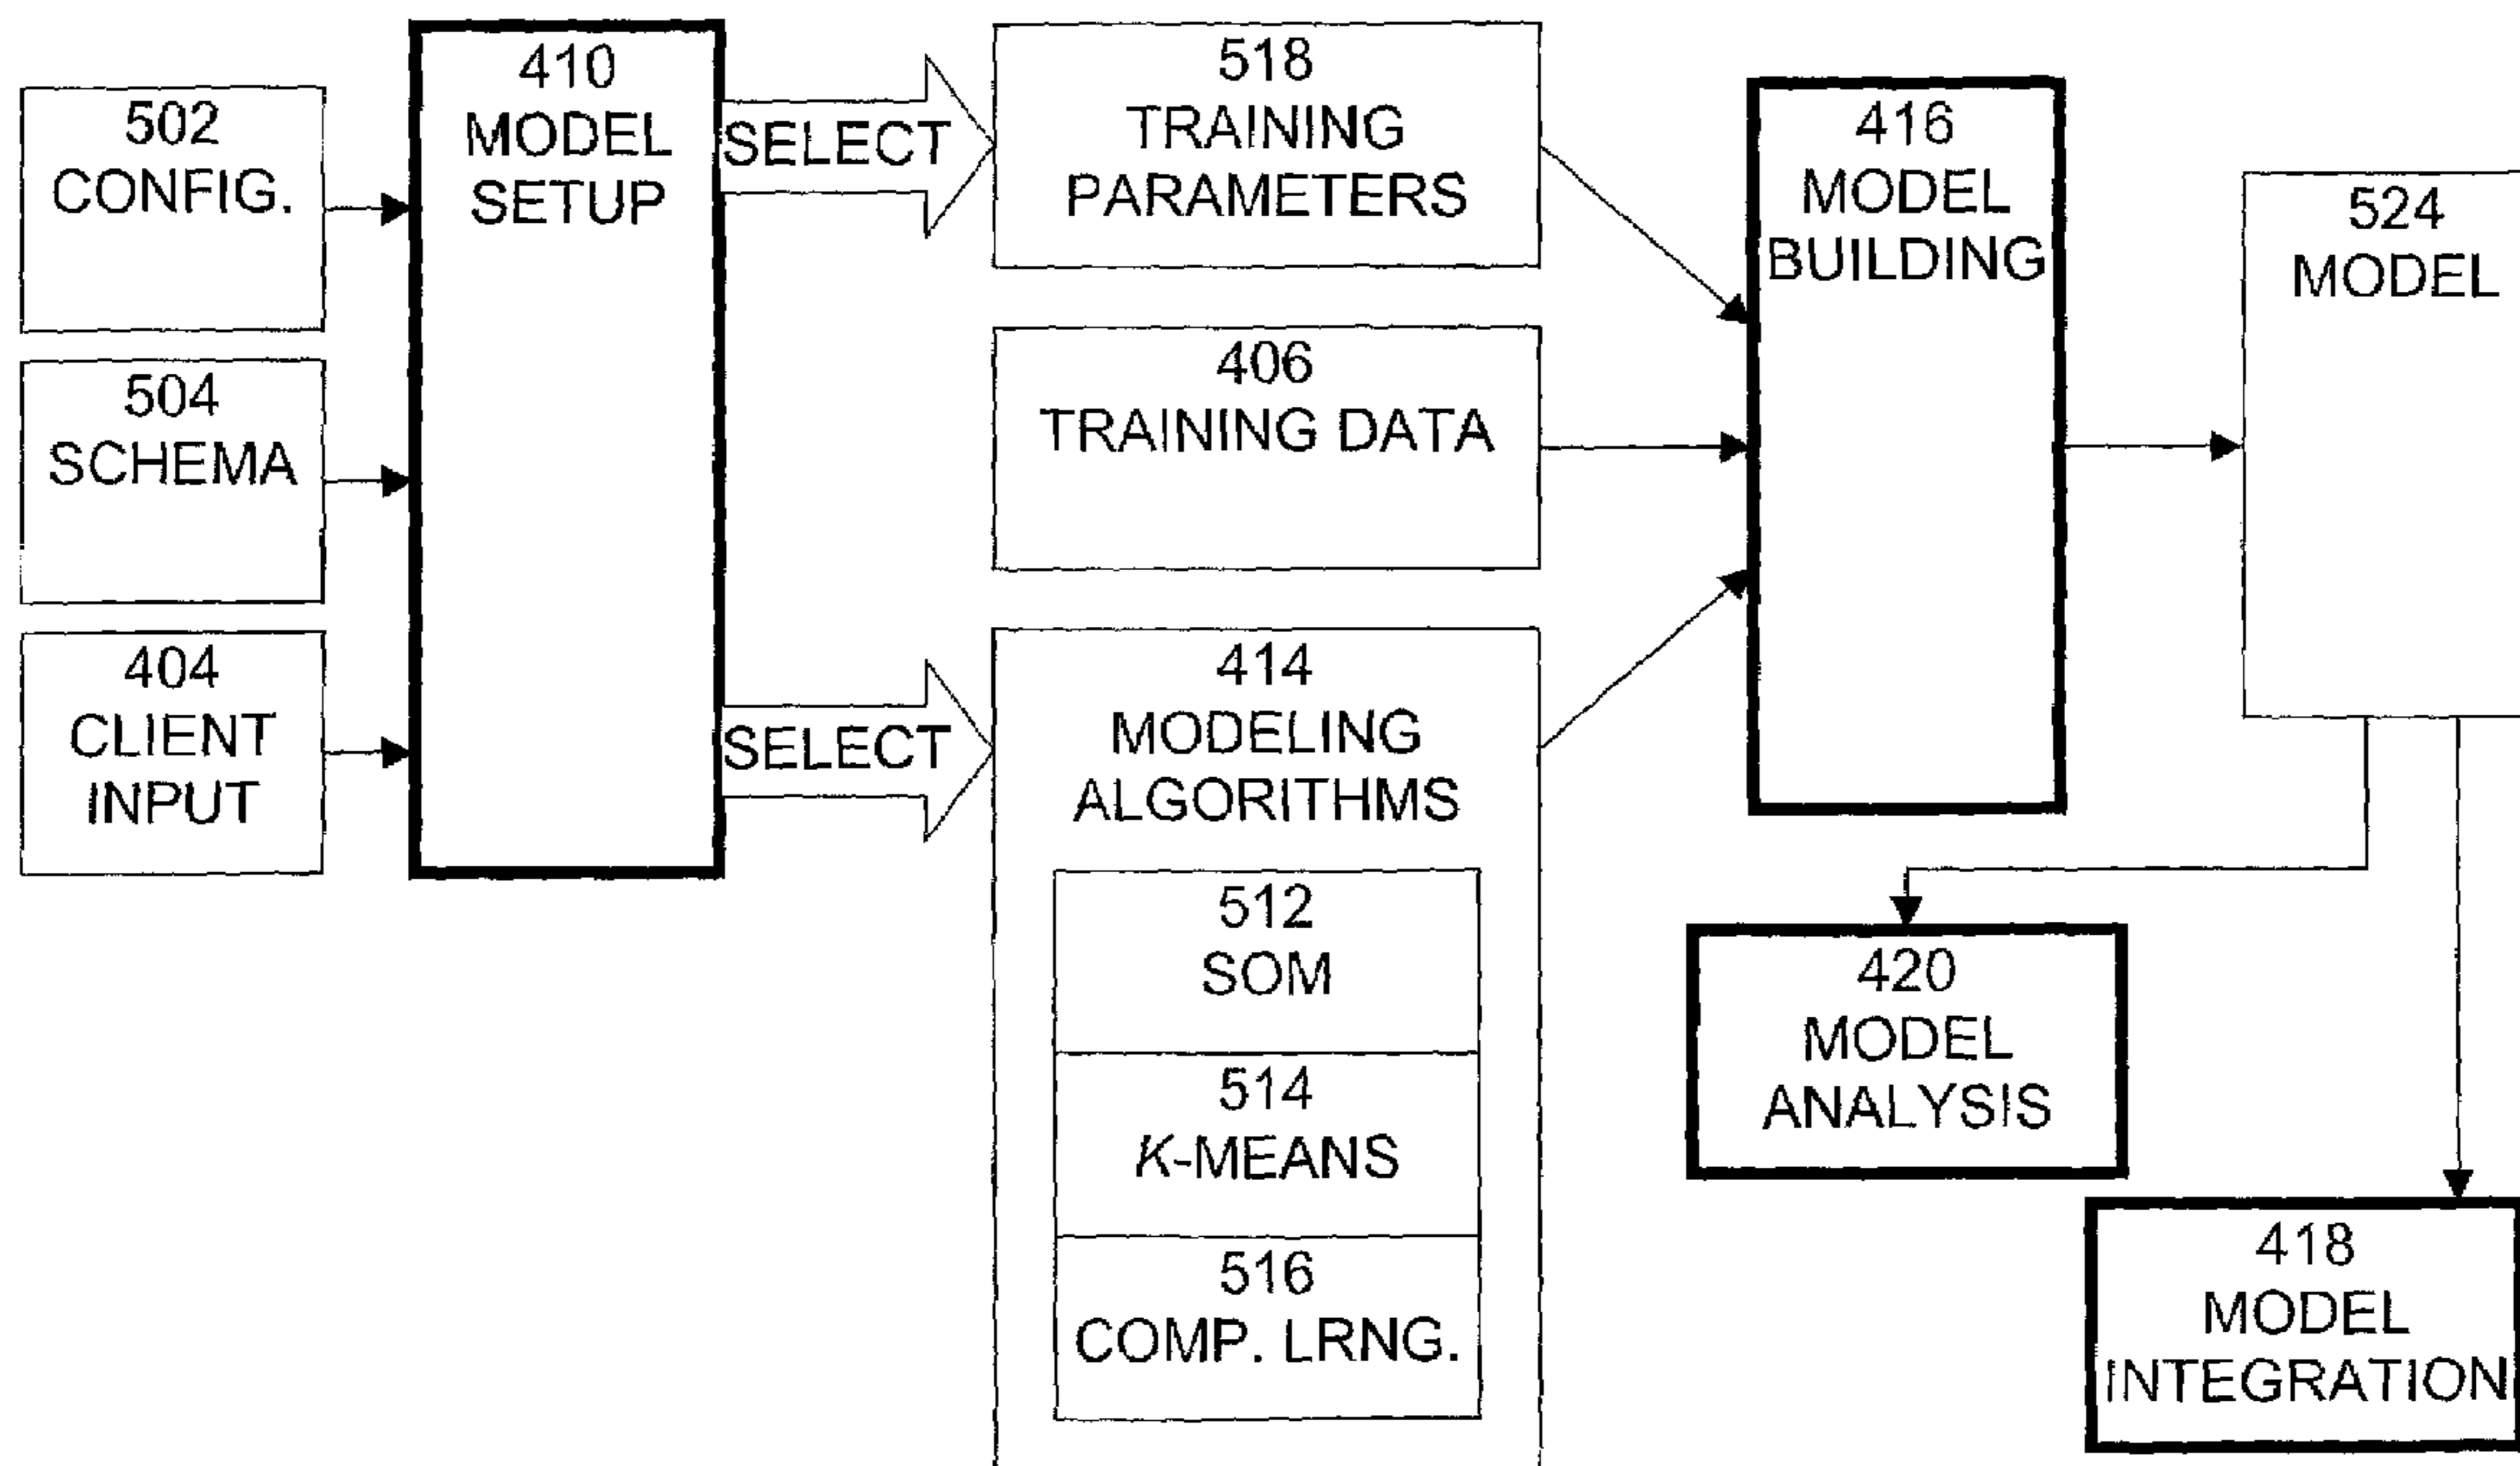 502
CONFIG.
504
SCHEMA
404
CLIENT
INPUT
410
MODEL
SETUP
SELECT
SELECT
518
TRAINING
PARAMETERS
406
TRAINING DATA
414
MODELING
ALGORITHMS
512
SOM
514
K-MEANS
516
COMP. LRNG.
416
MODEL
BUILDING
524
MODEL
420
MODEL
ANALYSIS
418
MODEL
INTEGRATION